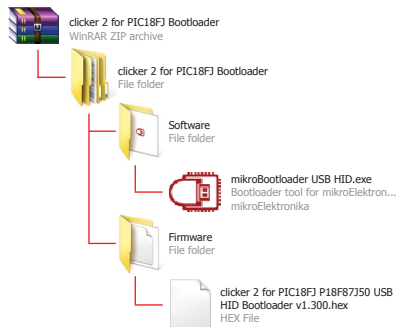 clicker 2 for PIC18FJ Bootloader
WinRAR ZIP archive
clicker 2 for PIC18FJ Bootloader
File folder
Software
File folder
mikroBootloader USB HID.exe
Bootloader tool for mikroElektron...
mikroElektronika
Firmware
File folder
clicker 2 for PIC18FJ P18F87J50 USB
HID Bootloader v1.300.hex
HEX File